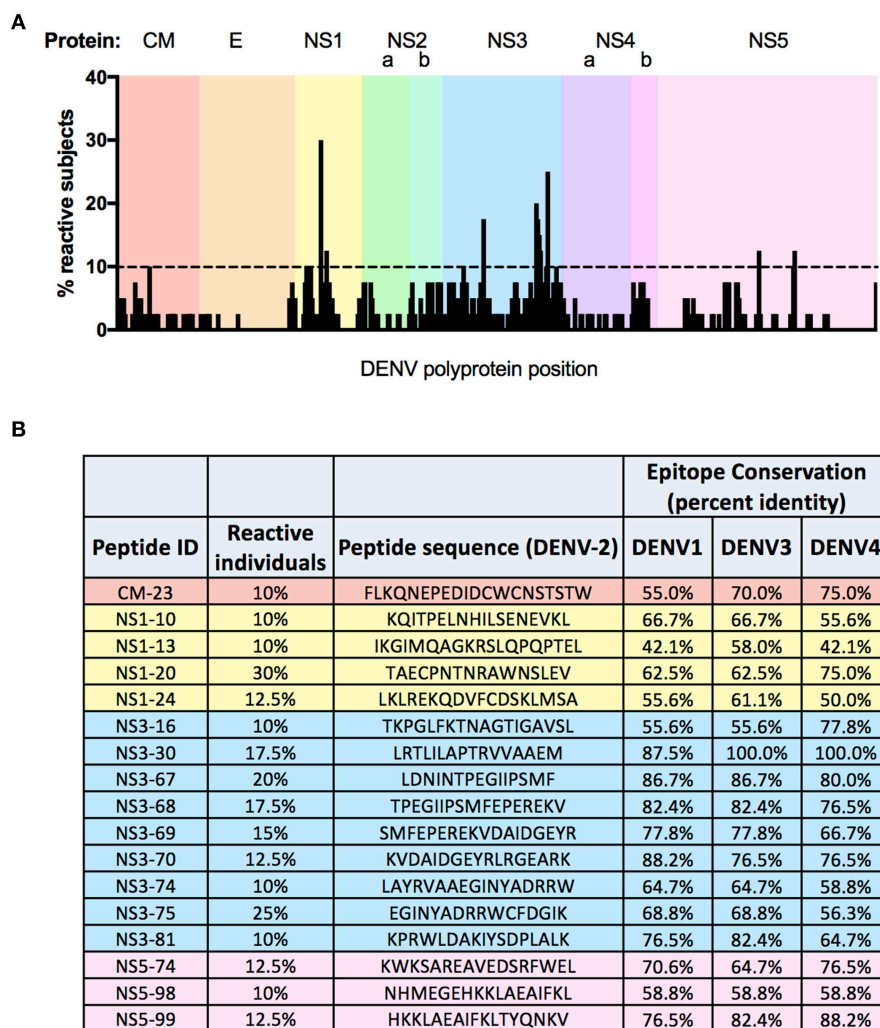 A
Protein: CM E NS1 NS2 NS3 NS4 NS5
a b a b
40
30
20
10
0
% reactive subjects
DENV polyprotein position
B
Epitope Conservation
(percent identity)
Peptide ID Reactive individuals Peptide sequence (DENV-2) DENV1 DENV3 DENV4
CM-23 10% FLKQNEPEDIDCWCNSTSTW 55.0% 70.0% 75.0%
NS1-10 10% KQITPELNHILSENEVKL 66.7% 66.7% 55.6%
NS1-13 10% IKGIMQAGKRSLQPQPTEL 42.1% 58.0% 42.1%
NS1-20 30% TAECPNTNRAWNSLEV 62.5% 62.5% 75.0%
NS1-24 12.5% LKLREKQDVFCDSKLMSA 55.6% 61.1% 50.0%
NS3-16 10% TKPGLFKTNAGTIGAVSL 55.6% 55.6% 77.8%
NS3-30 17.5% LRTLILAPTRVVAAEM 87.5% 100.0% 100.0%
NS3-67 20% LDNINTPEGIIPSMF 86.7% 86.7% 80.0%
NS3-68 17.5% TPEGIIPSMFEPEREKV 82.4% 82.4% 76.5%
NS3-69 15% SMFEPEREKVDAIDGEYR 77.8% 77.8% 66.7%
NS3-70 12.5% KVDAIDGEYRLRGEARK 88.2% 76.5% 76.5%
NS3-74 10% LAYRVAAEGINYADRRW 64.7% 64.7% 58.8%
NS3-75 25% EGINYADRRWCFDGIK 68.8% 68.8% 56.3%
NS3-81 10% KPRWLDAKIYSDPLALK 76.5% 82.4% 64.7%
NS5-74 12.5% KWKSAREAVEDSRFWEL 70.6% 64.7% 76.5%
NS5-98 10% NHMEGEHKKLAEAIFKL 58.8% 58.8% 58.8%
NS5-99 12.5% HKKLAEAIFKLTYQNKV 76.5% 82.4% 88.2%